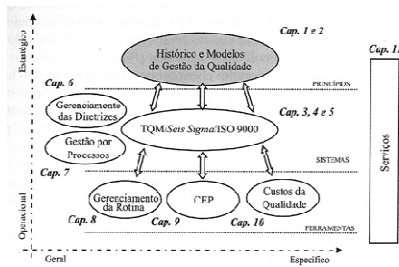 Cap. 1 e 2
Histórico e Modelos
de Gestão da Qualidade
Estratégico
Cap. 6
PRINCÍPIOS
Cap. 11
Gerenciamento
das Diretrizes
Cap. 3, 4 e 5
TQM/Seis Sigma/ISO 9000
Gestão por
Processos
SISTEMAS
Cap. 7
Serviços
Gerenciamento
da Rotina
CEP
Custos da
Qualidade
Cap. 8
Cap. 9
Cap. 10
FERRAMENTAS
Operacional
Geral
Específico